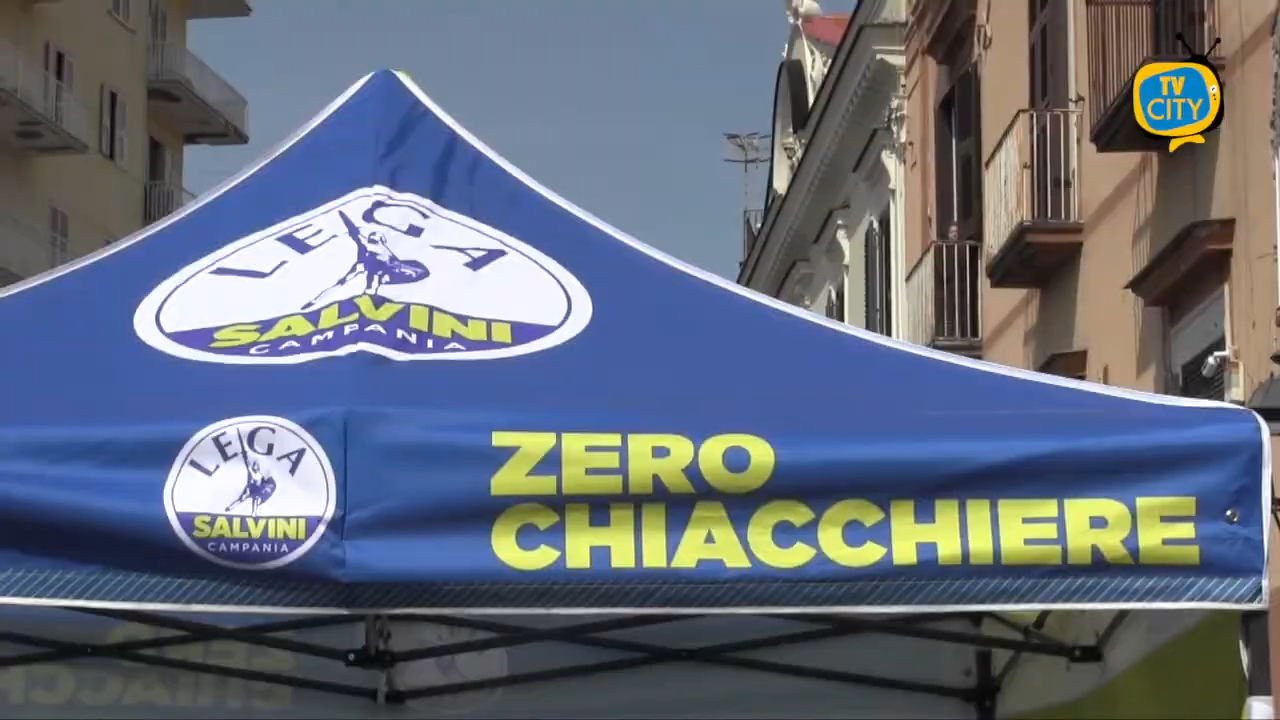 TV
CITY
LEGA
SALVINI
CAMPANIA
LEGA
SALVINI
CAMPANIA
ZERO
CHIACCHIERE